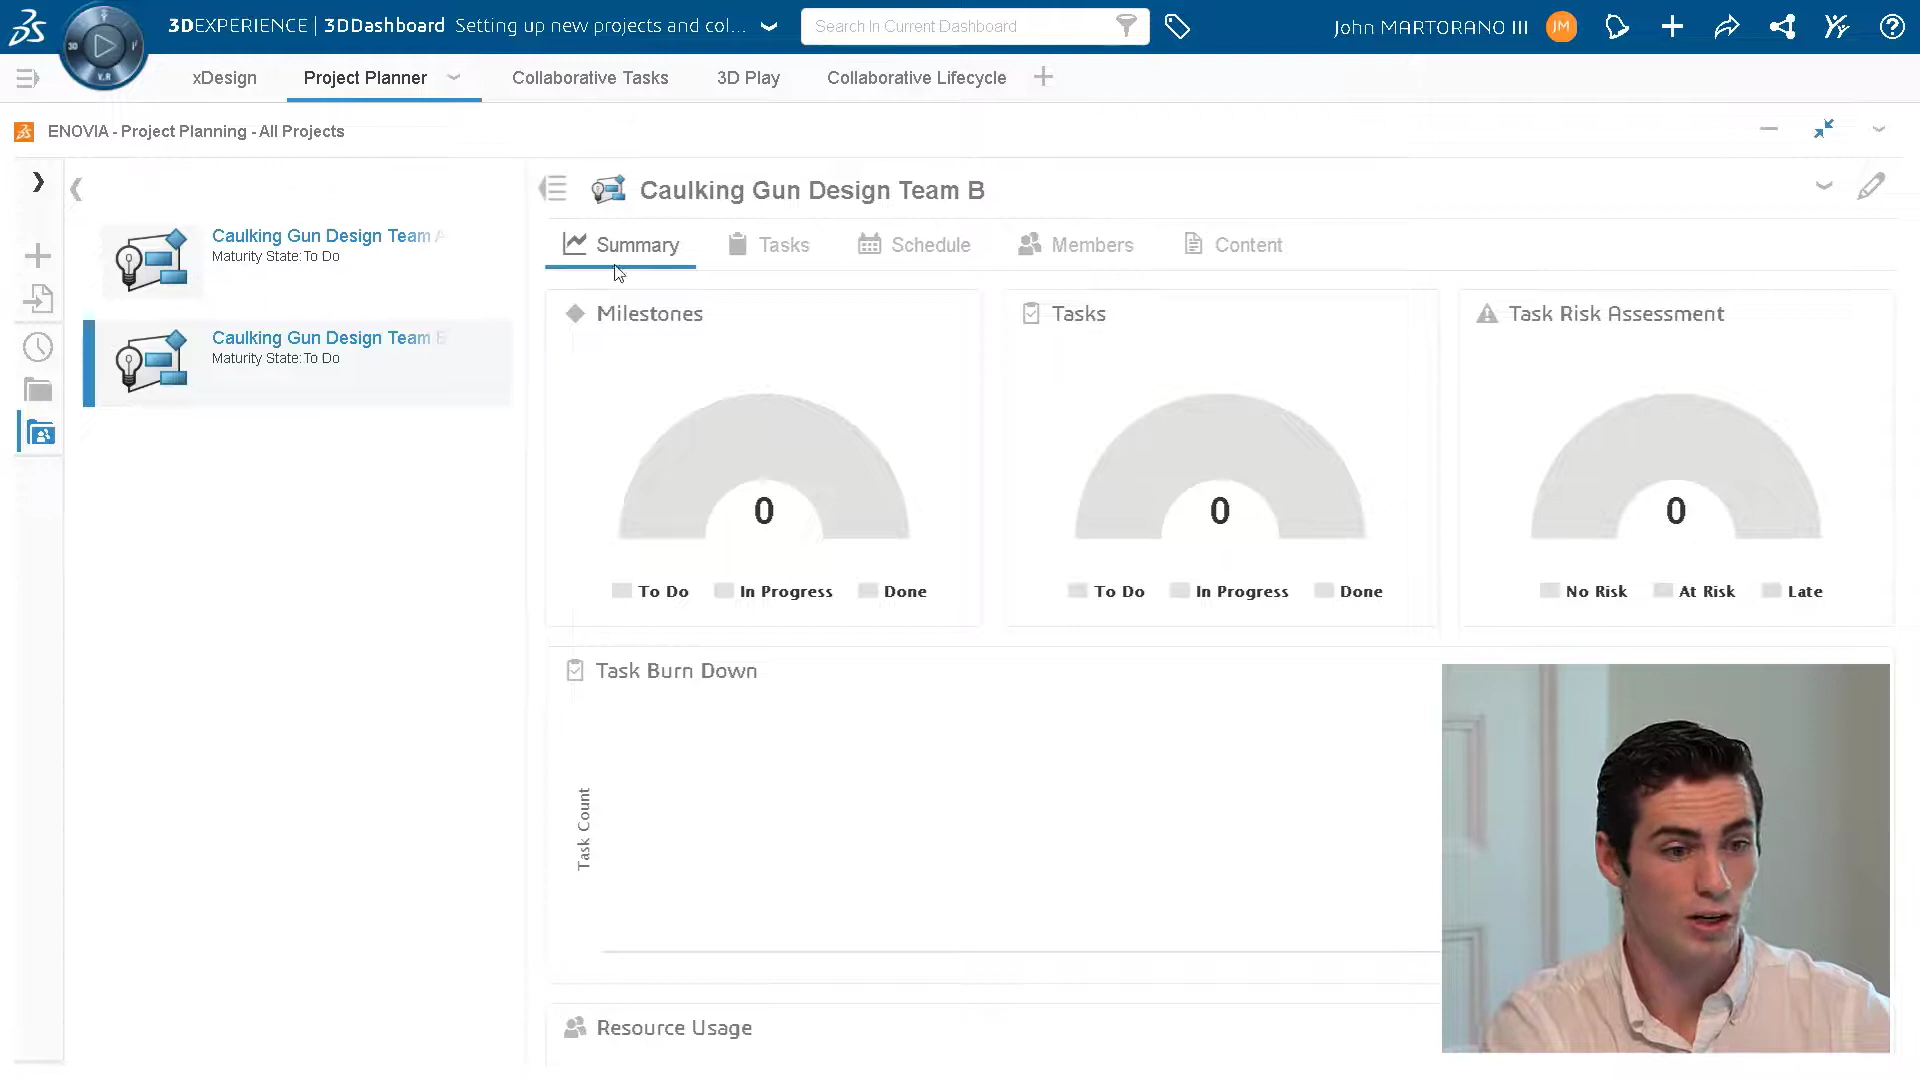 3DEXPERIENCE | 3DDashboard Setting up new projects and col...
Search In Current Dashboard
John MARTORANO III JM
3D V.R
xDesign Project Planner Collaborative Tasks 3D Play Collaborative Lifecycle
ENOVIA - Project Planning - All Projects
Caulking Gun Design Team A
Maturity State:To Do
Caulking Gun Design Team B
Maturity State:To Do
Caulking Gun Design Team B
Summary Tasks Schedule Members Content
Milestones
0
To Do In Progress Done
Tasks
0
To Do In Progress Done
Task Risk Assessment
0
No Risk At Risk Late
Task Burn Down
Task Count
Resource Usage